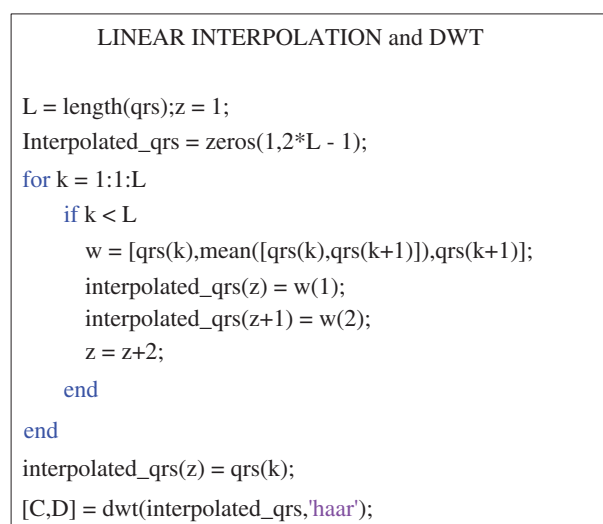 LINEAR INTERPOLATION and DWT
L = length(qrs);z = 1;
Interpolated_qrs = zeros(1,2*L - 1);
for k = 1:1:L
if k < L
w = [qrs(k),mean([qrs(k),qrs(k+1)]),qrs(k+1)];
interpolated_qrs(z) = w(1);
interpolated_qrs(z+1) = w(2);
z = z+2;
end
end
interpolated_qrs(z) = qrs(k);
[C,D] = dwt(interpolated_qrs,'haar');